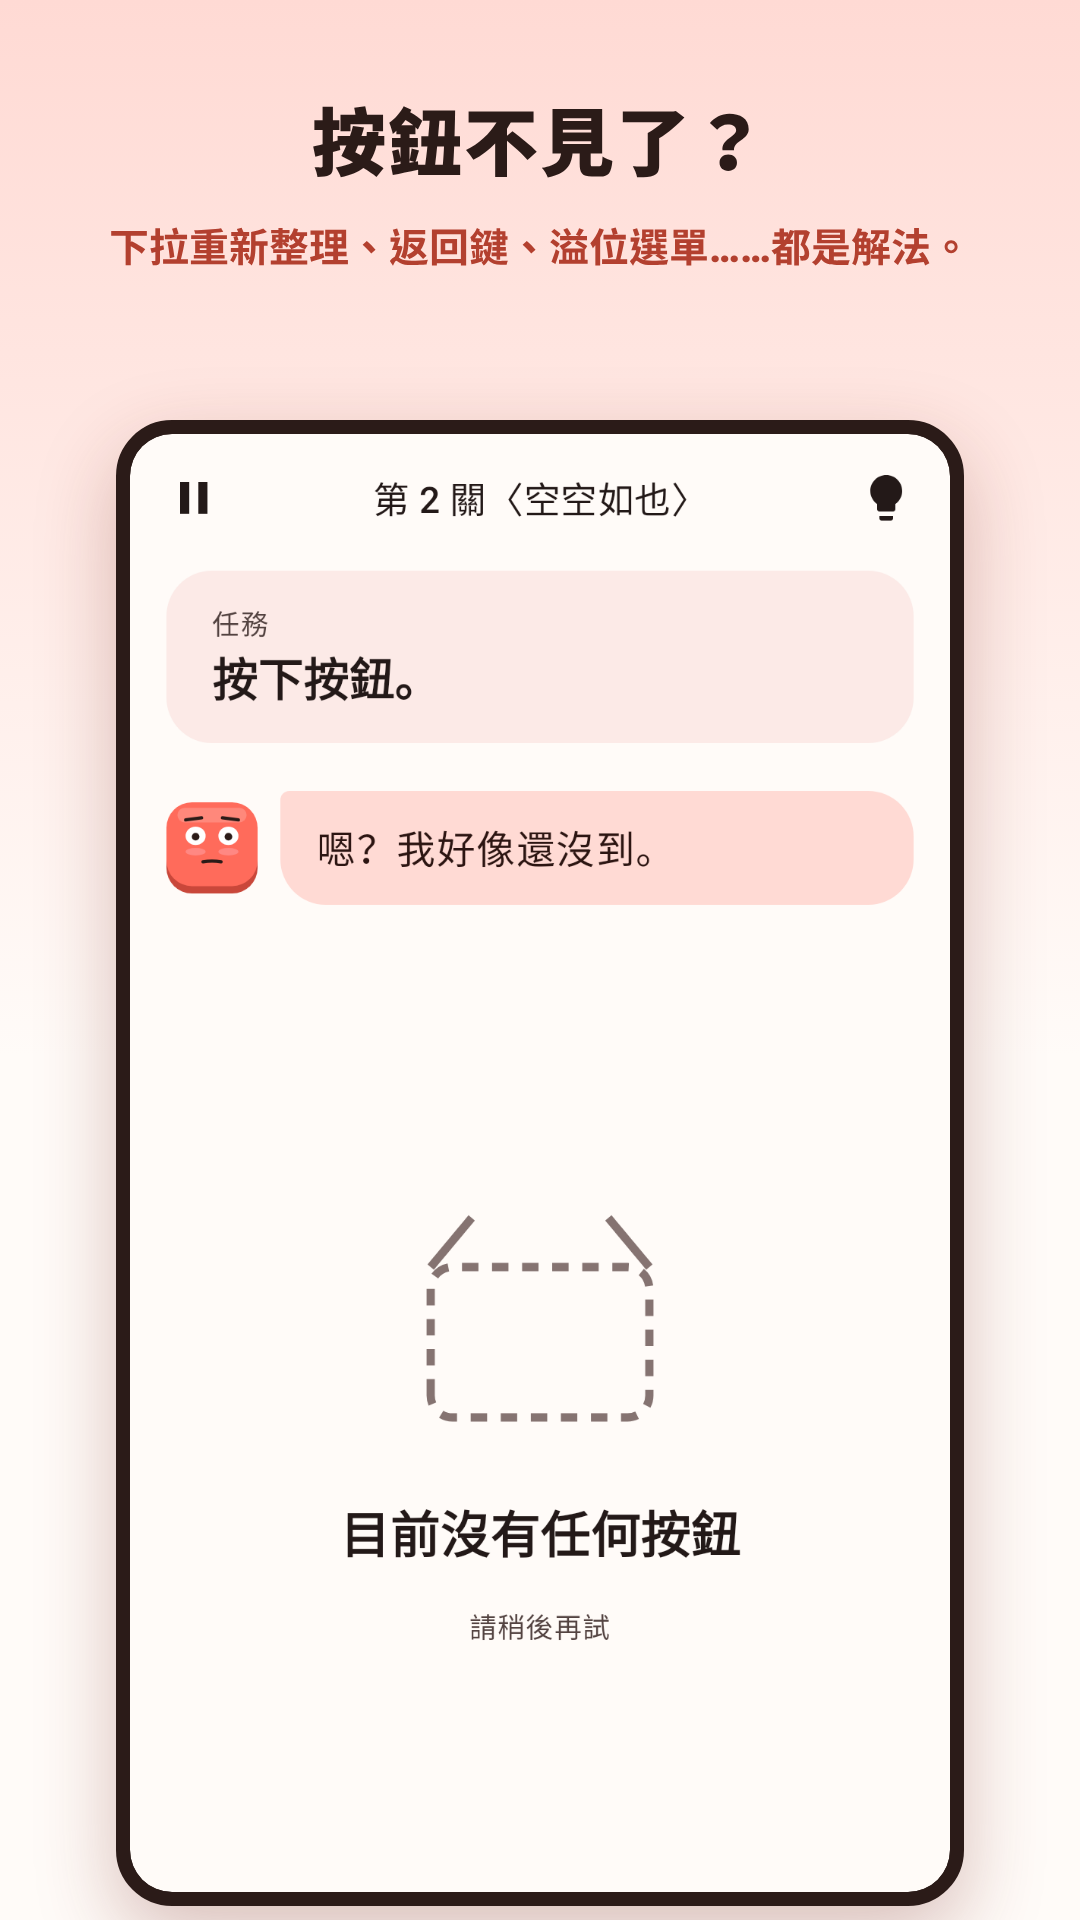 按鈕不見了？
下拉重新整理、返回鍵、溢位選單……都是解法。
第 2 關〈空空如也〉
任務
按下按鈕。
嗯？我好像還沒到。
目前沒有任何按鈕
請稍後再試